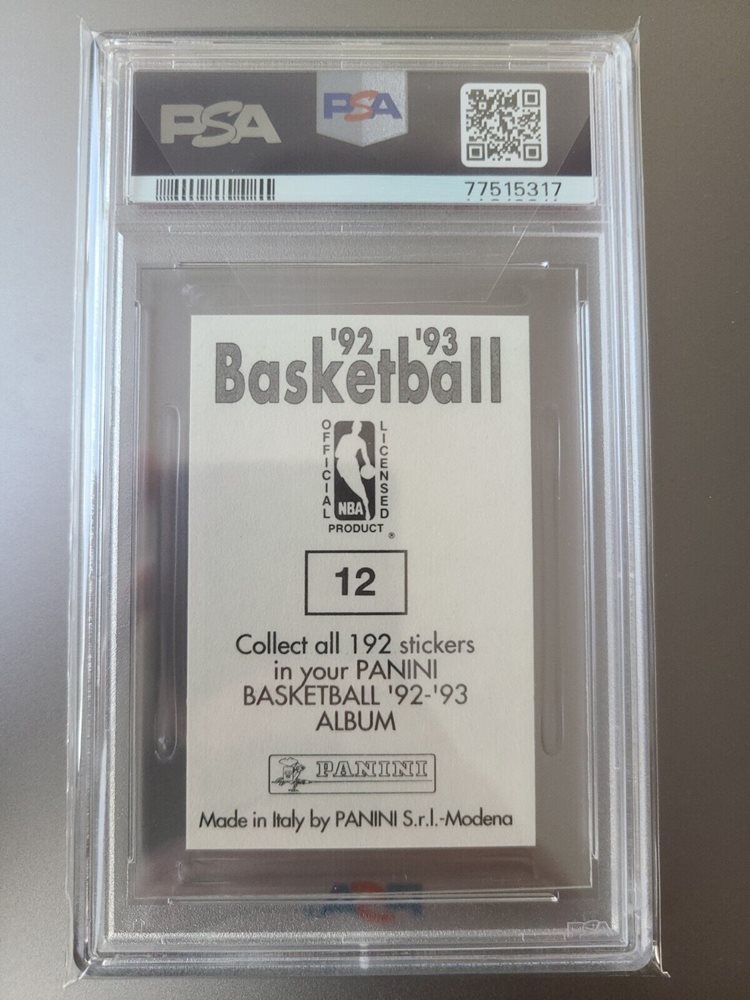 PSA PSA
77515317
'92 '93
Basketball
OFFICIAL LICENSED
NBA
PRODUCT ®
12
Collect all 192 stickers
in your PANINI
BASKETBALL '92-'93
ALBUM
PANINI
Made in Italy by PANINI S.r.l.-Modena
PSA